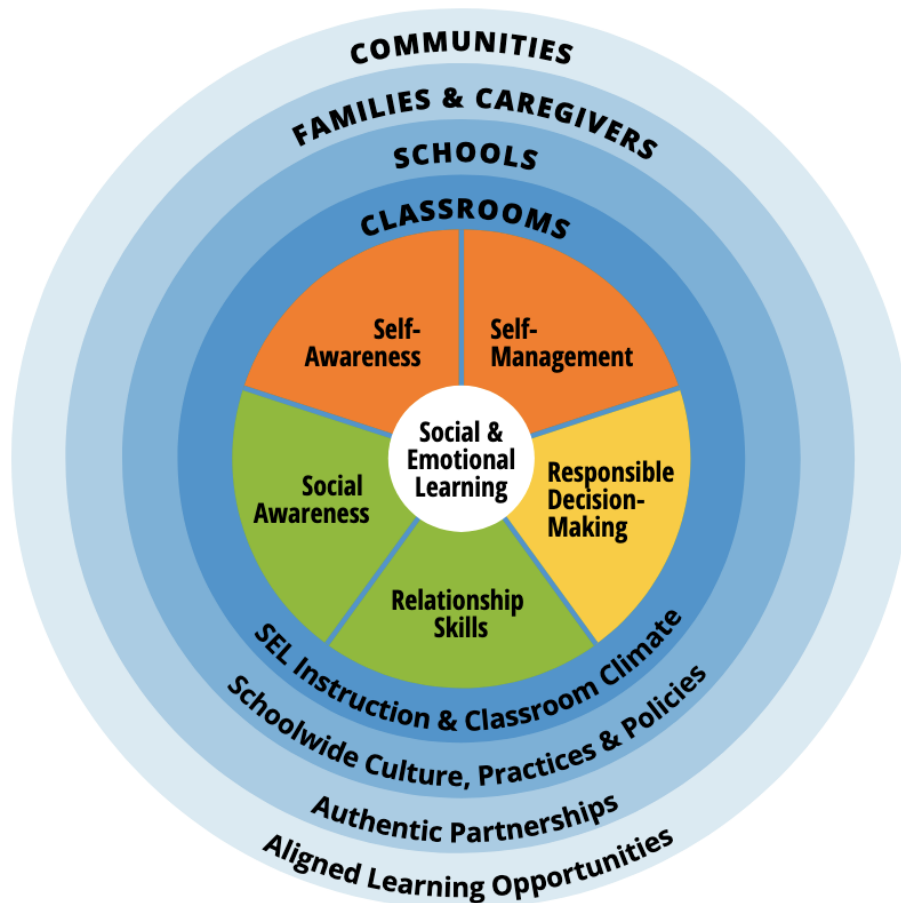 COMMUNITIES
FAMILIES & CAREGIVERS
SCHOOLS
CLASSROOMS
Self-
Awareness
Self-
Management
Social &
Emotional
Learning
Social
Awareness
Responsible
Decision-
Making
Relationship
Skills
SEL Instruction & Classroom Climate
Schoolwide Culture, Practices & Policies
Authentic Partnerships
Aligned Learning Opportunities